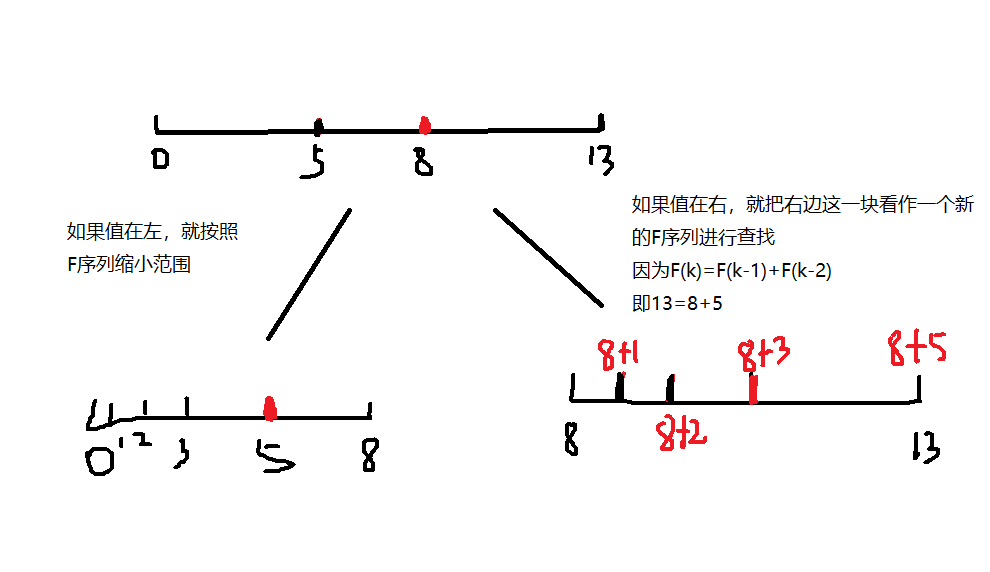 0 5 8 13
如果值在左，就按照
F序列缩小范围
如果值在右，就把右边这一块看作一个新
的F序列进行查找
因为F(k)=F(k-1)+F(k-2)
即13=8+5
0 1 2 3 5 8
8+1 8+3 8+5
8 8+2 13